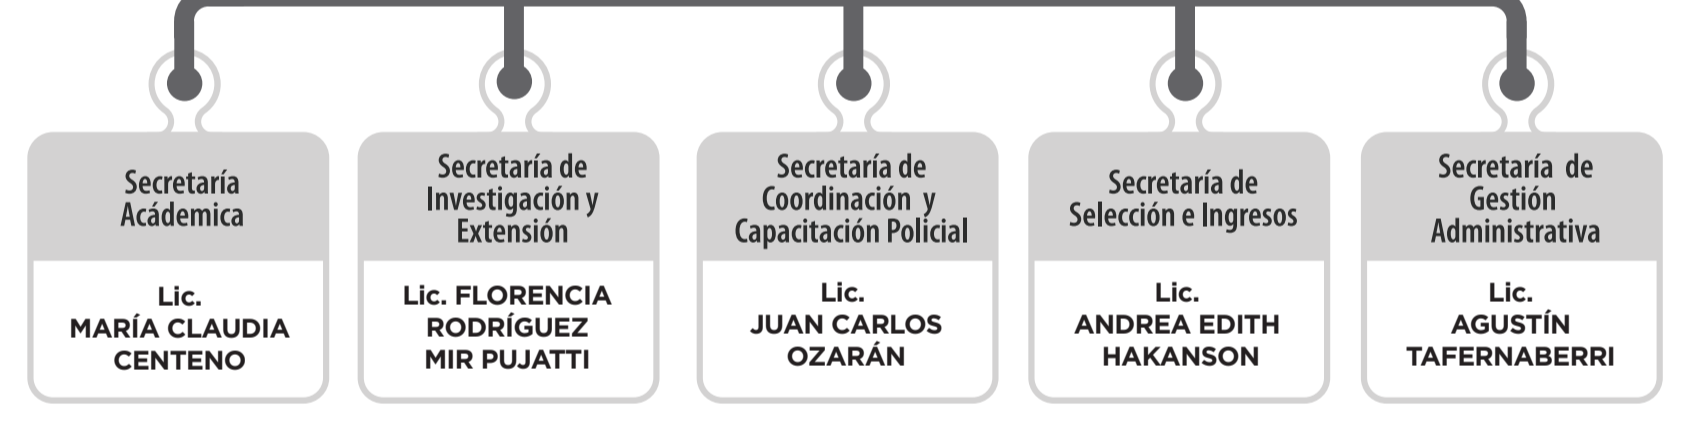 Secretaría
Acádemica
Lic.
MARÍA CLAUDIA
CENTENO
Secretaría de
Investigación y
Extensión
Lic. FLORENCIA
RODRÍGUEZ
MIR PUJATTI
Secretaría de
Coordinación y
Capacitación Policial
Lic.
JUAN CARLOS
OZARÁN
Secretaría de
Selección e Ingresos
Lic.
ANDREA EDITH
HAKANSON
Secretaría de
Gestión
Administrativa
Lic.
AGUSTÍN
TAFERNABERRI